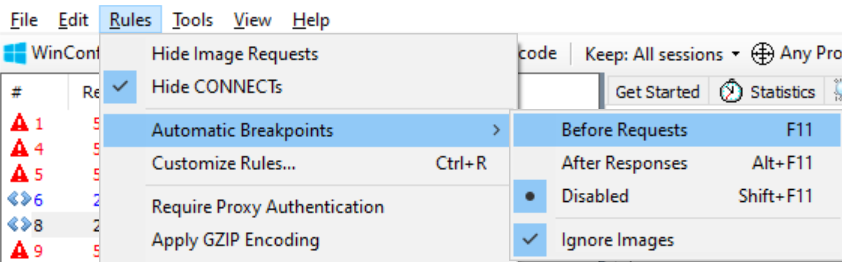 File Edit Rules Tools View Help
WinConf
code Keep: All sessions Any Pro
Get Started Statistics
# Re
1 5
4 5
5 5
6 2
8 2
9 5
Hide Image Requests
Hide CONNECTs
Automatic Breakpoints >
Customize Rules... Ctrl+R
Require Proxy Authentication
Apply GZIP Encoding
Before Requests F11
After Responses Alt+F11
Disabled Shift+F11
Ignore Images